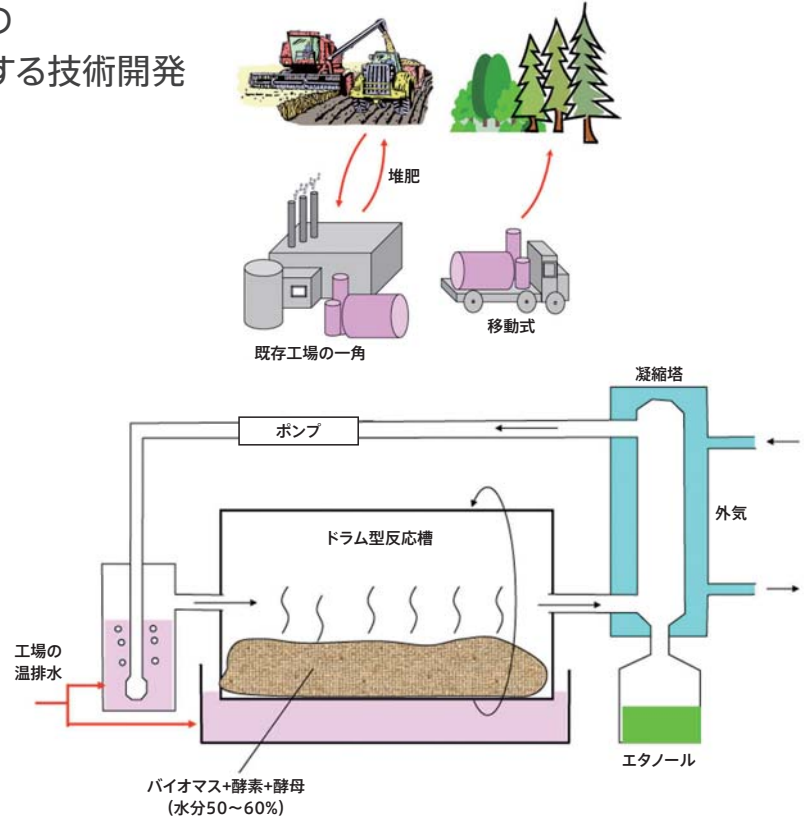 する技術開発
堆肥
既存工場の一角
移動式
凝縮塔
ポンプ
外気
ドラム型反応槽
工場の
温排水
エタノール
バイオマス+酵素+酵母
(水分50～60%)